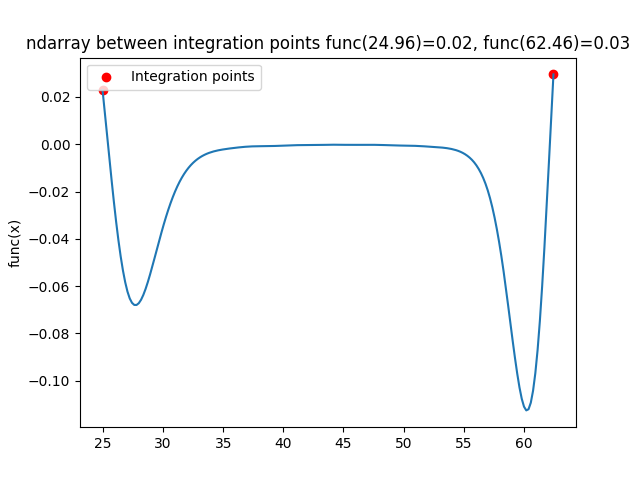 ndarray between integration points func(24.96)=0.02, func(62.46)=0.03
Integration points
func(x)
0.02
0.00
−0.02
−0.04
−0.06
−0.08
−0.10
25 30 35 40 45 50 55 60